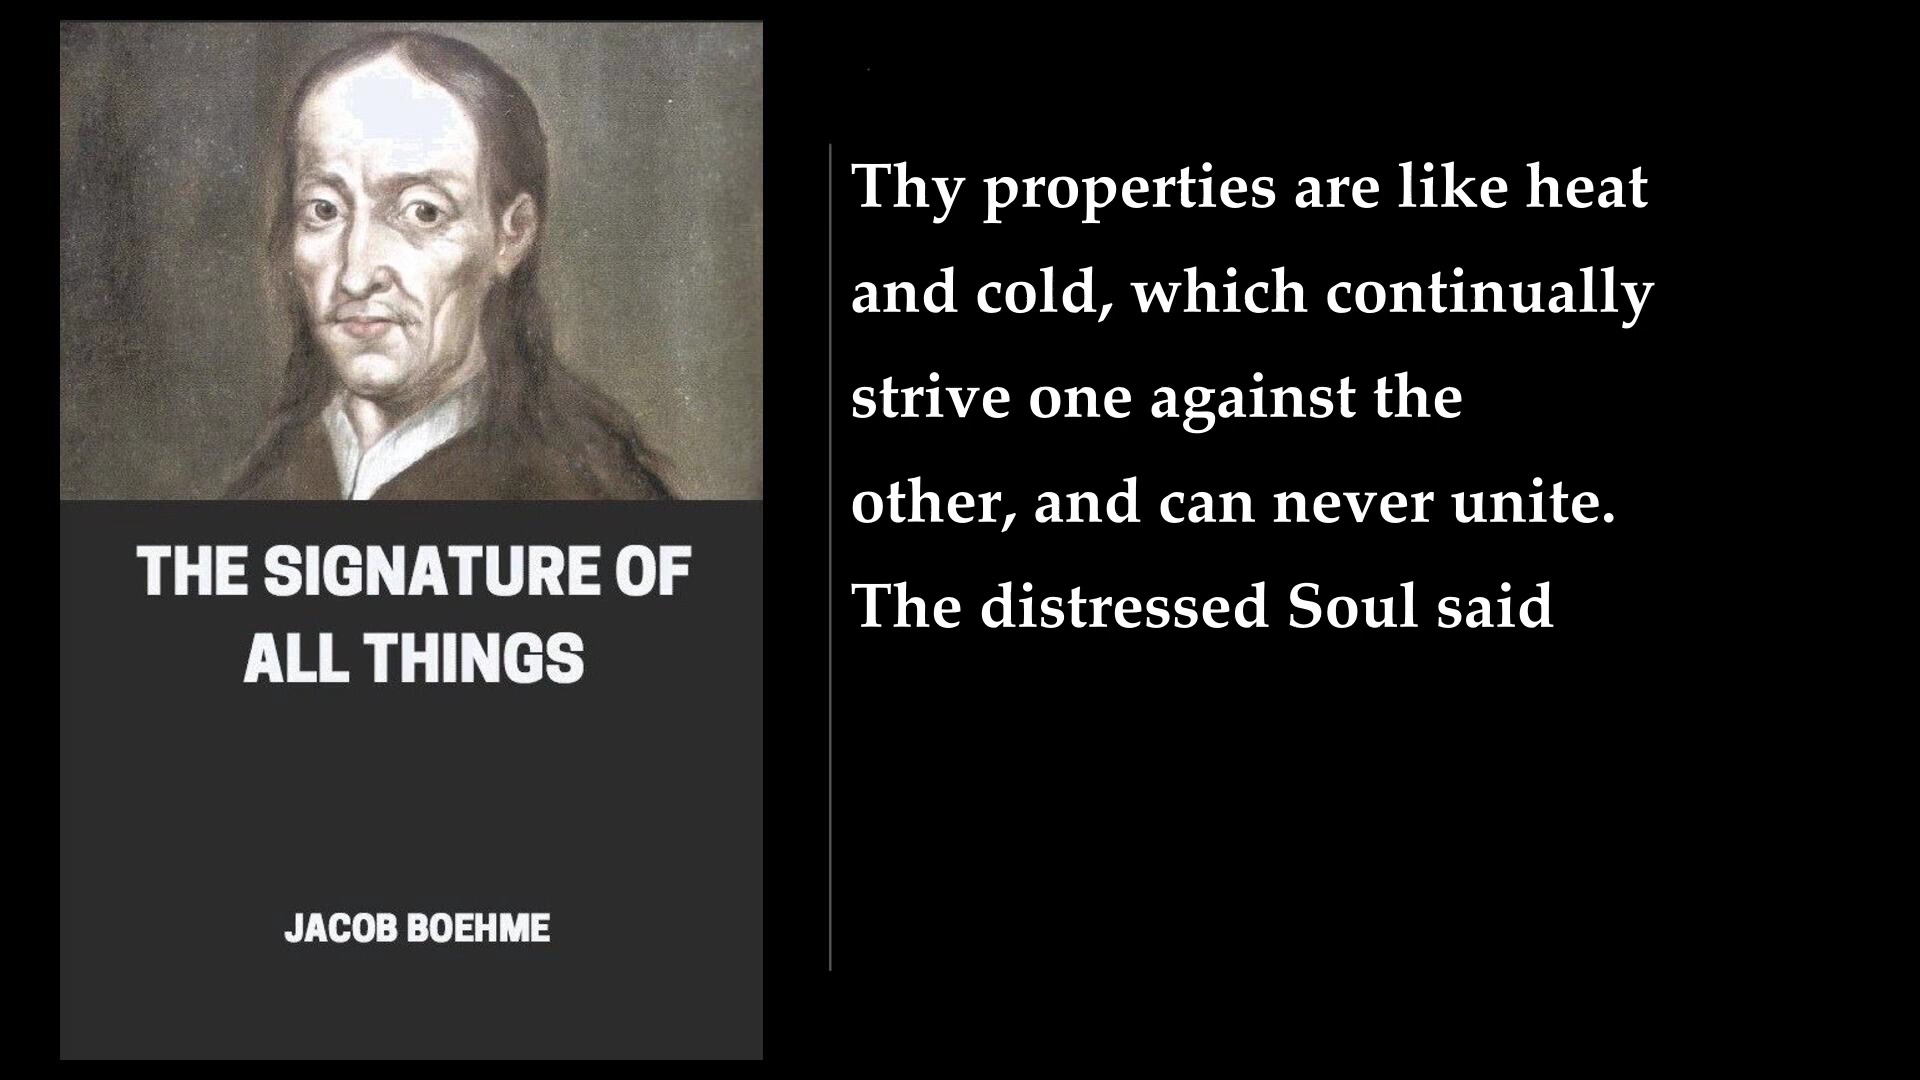 THE SIGNATURE OF
ALL THINGS
JACOB BOEHME
Thy properties are like heat
and cold, which continually
strive one against the
other, and can never unite.
The distressed Soul said